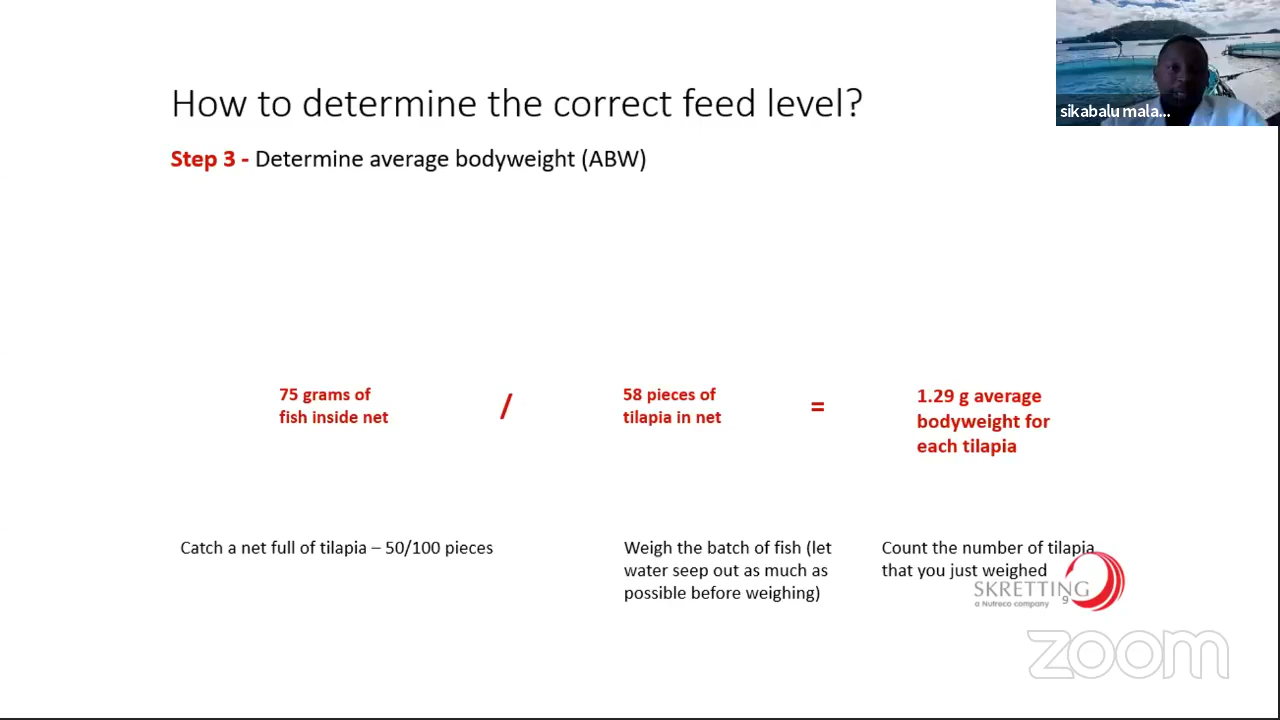 How to determine the correct feed level?
sikabalu mala...
Step 3 - Determine average bodyweight (ABW)
75 grams of
fish inside net
/
58 pieces of
tilapia in net
=
1.29 g average
bodyweight for
each tilapia
Catch a net full of tilapia – 50/100 pieces
Weigh the batch of fish (let
water seep out as much as
possible before weighing)
Count the number of tilapia
that you just weighed
SKRETTING
a Nutreco company
9
zoom